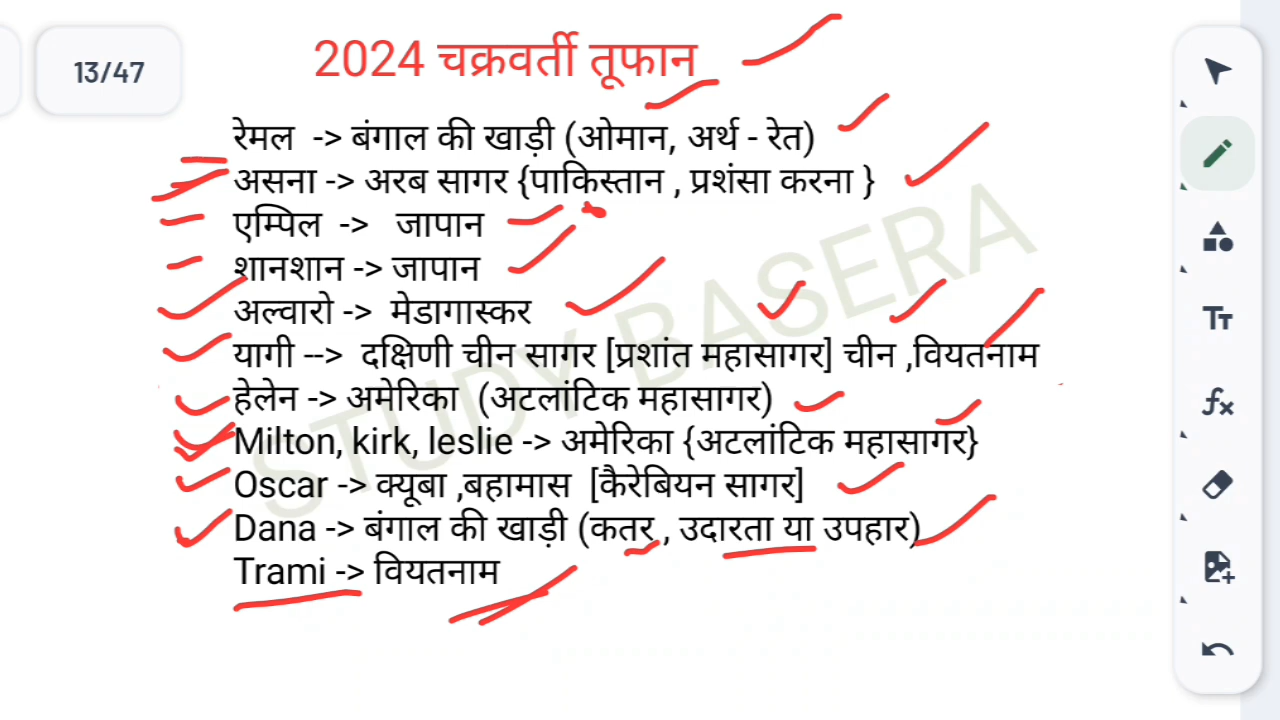 13/47
2024 चक्रवर्ती तूफान
रेमल -> बंगाल की खाड़ी (ओमान, अर्थ - रेत)
असना -> अरब सागर {पाकिस्तान , प्रशंसा करना }
एम्पिल -> जापान
शानशान -> जापान
अल्वारो -> मेडागास्कर
यागी --> दक्षिणी चीन सागर [प्रशांत महासागर] चीन ,वियतनाम
हेलेन -> अमेरिका (अटलांटिक महासागर)
Milton, kirk, leslie -> अमेरिका {अटलांटिक महासागर}
Oscar -> क्यूबा ,बहामास [कैरेबियन सागर]
Dana -> बंगाल की खाड़ी (कतर , उदारता या उपहार)
Trami -> वियतनाम
STUDY BASERA
Tт
fx